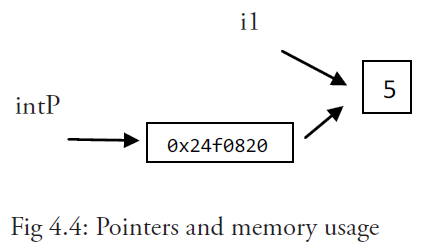 i1
5
intP
0x24f0820
Fig 4.4: Pointers and memory usage